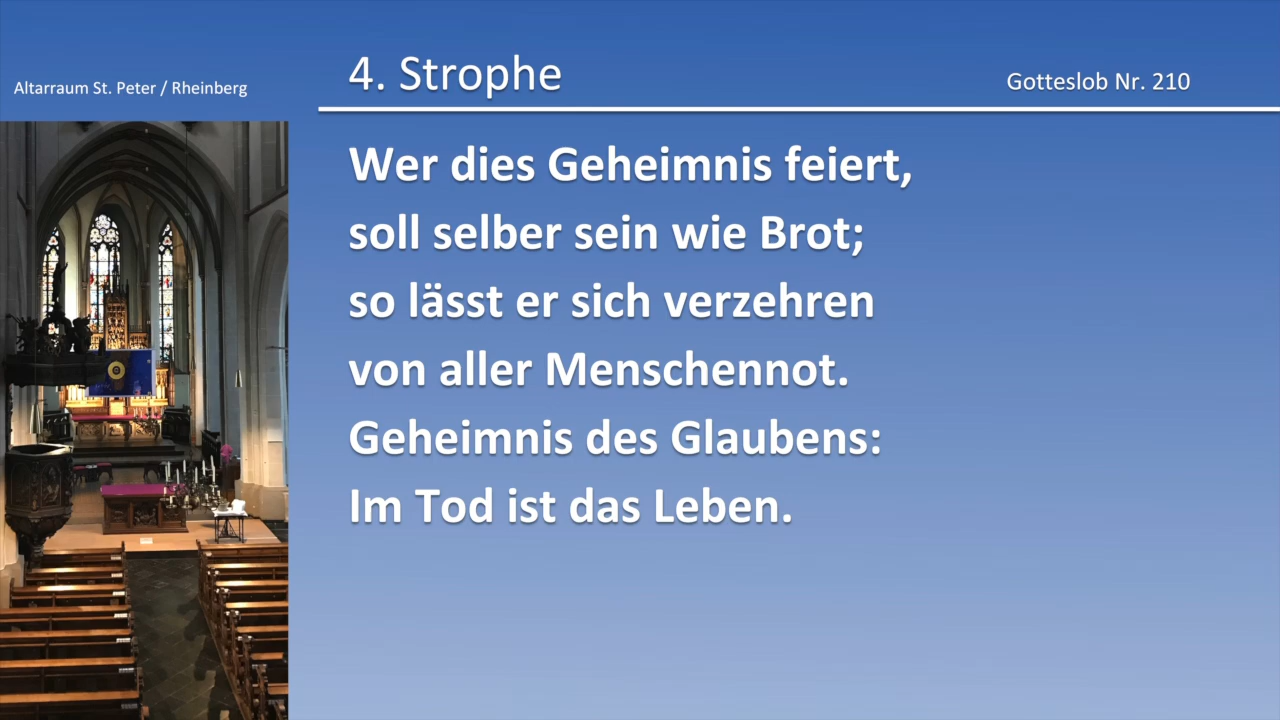 Altarraum St. Peter / Rheinberg
4. Strophe
Gotteslob Nr. 210
Wer dies Geheimnis feiert,
soll selber sein wie Brot;
so lässt er sich verzehren
von aller Menschennot.
Geheimnis des Glaubens:
Im Tod ist das Leben.